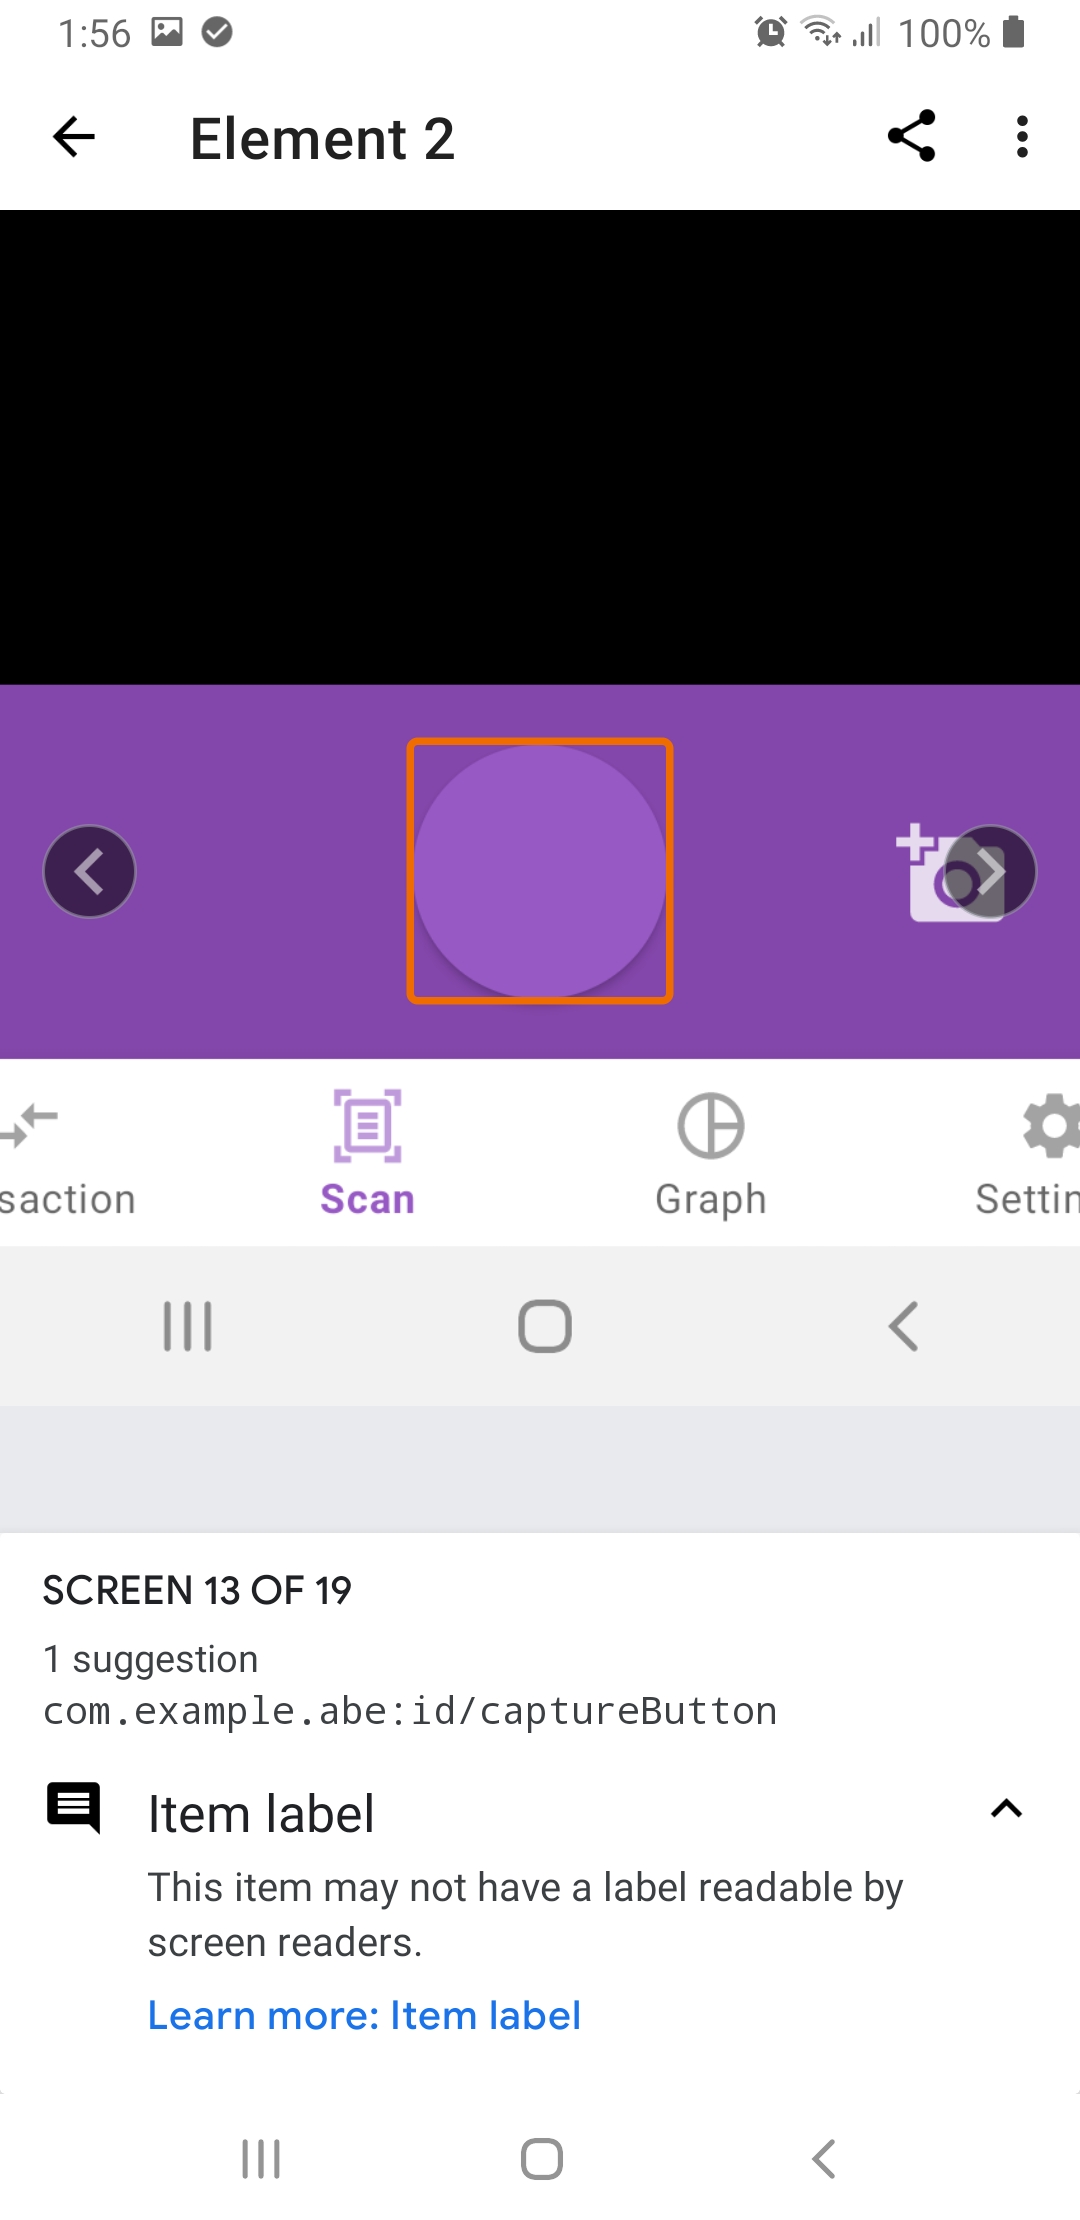 1:56
100%
Element 2
saction
Scan
Graph
Settin
SCREEN 13 OF 19
1 suggestion
com.example.abe:id/captureButton
Item label
This item may not have a label readable by
screen readers.
Learn more: Item label